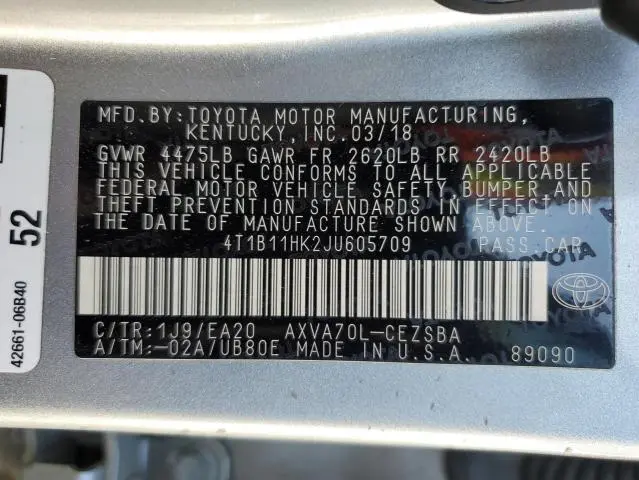 MFD.BY:TOYOTA MOTOR MANUFACTURING,
KENTUCKY,INC.03/18
GVWR 4475LB GAWR FR 2620LB RR 2420LB
THIS VEHICLE CONFORMS TO ALL APPLICABLE
FEDERAL MOTOR VEHICLE SAFETY, BUMPER,AND
THEFT PREVENTION STANDARDS IN EFFECT ON
THE DATE OF MANUFACTURE SHOWN ABOVE.
4T1B11HK2JU605709 PASS.CAR
C/TR:1J9/EA20 AXVA70L-CEZSBA
A/TM:-02A/UB80E MADE IN U.S.A. 89090
TOYOTA
52
42661-06B40